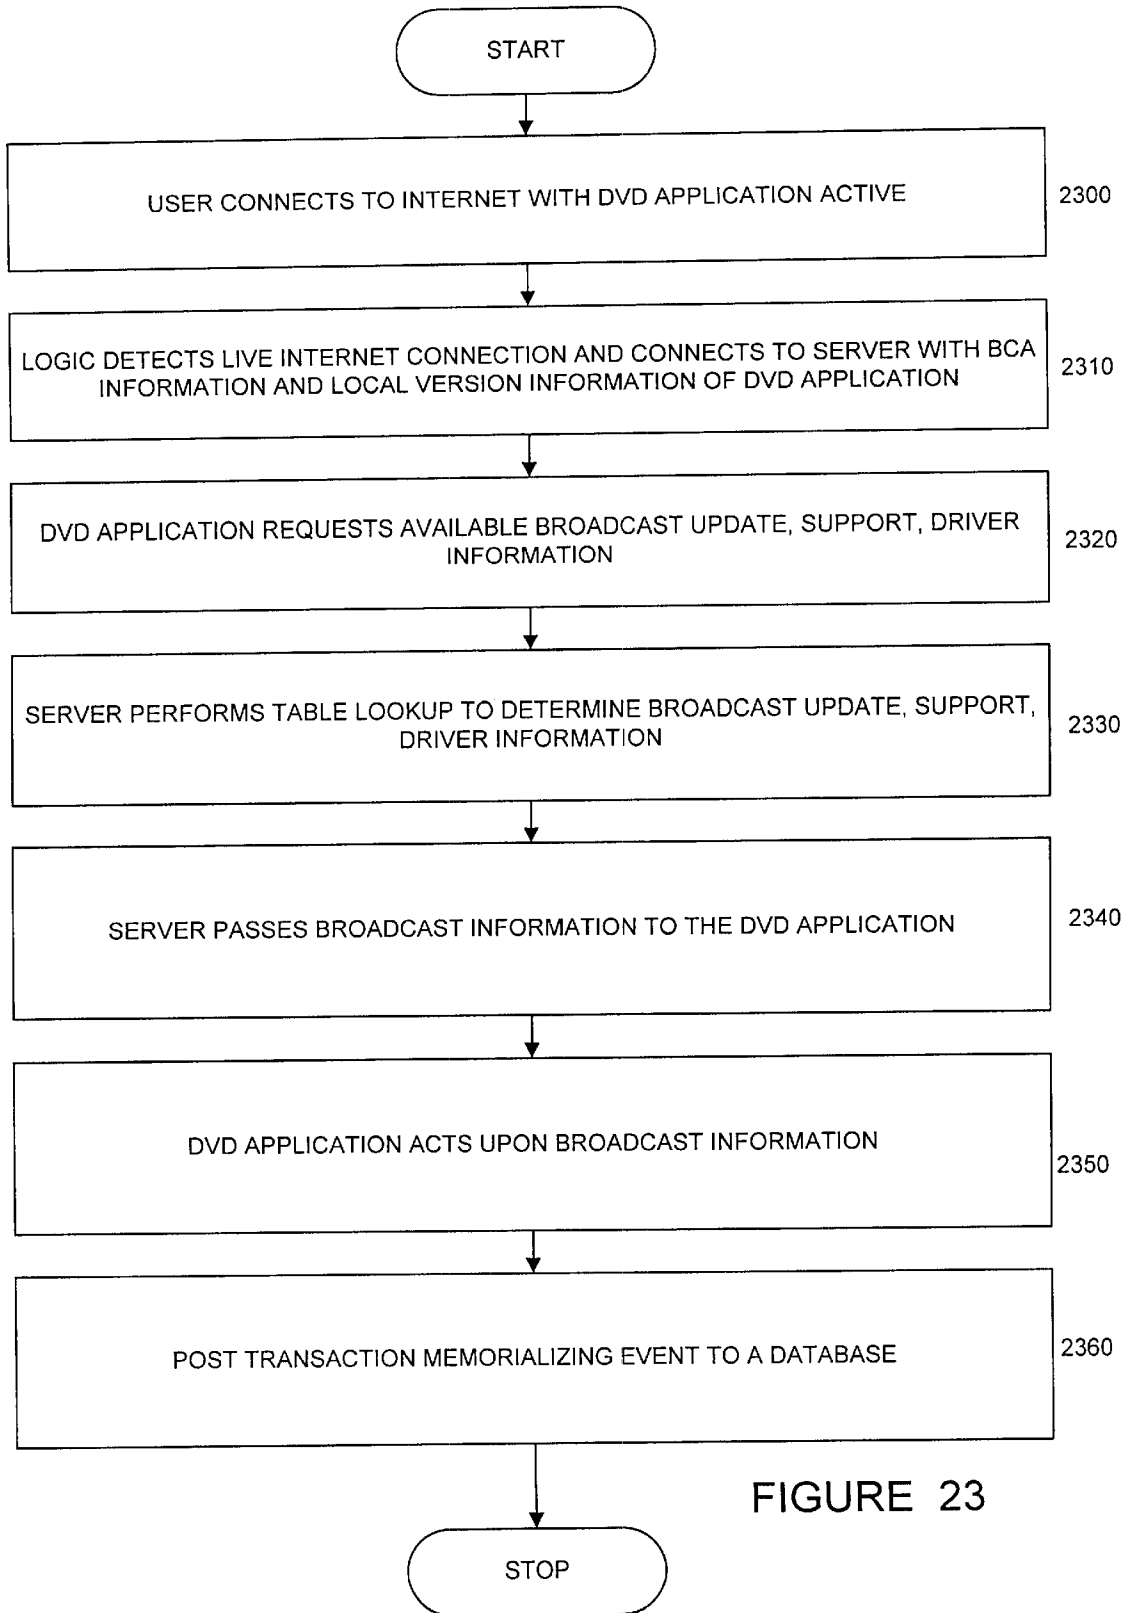 START
USER CONNECTS TO INTERNET WITH DVD APPLICATION ACTIVE
2300
LOGIC DETECTS LIVE INTERNET CONNECTION AND CONNECTS TO SERVER WITH BCA
INFORMATION AND LOCAL VERSION INFORMATION OF DVD APPLICATION
2310
DVD APPLICATION REQUESTS AVAILABLE BROADCAST UPDATE, SUPPORT, DRIVER
INFORMATION
2320
SERVER PERFORMS TABLE LOOKUP TO DETERMINE BROADCAST UPDATE, SUPPORT,
DRIVER INFORMATION
2330
SERVER PASSES BROADCAST INFORMATION TO THE DVD APPLICATION
2340
DVD APPLICATION ACTS UPON BROADCAST INFORMATION
2350
POST TRANSACTION MEMORIALIZING EVENT TO A DATABASE
2360
FIGURE 23
STOP